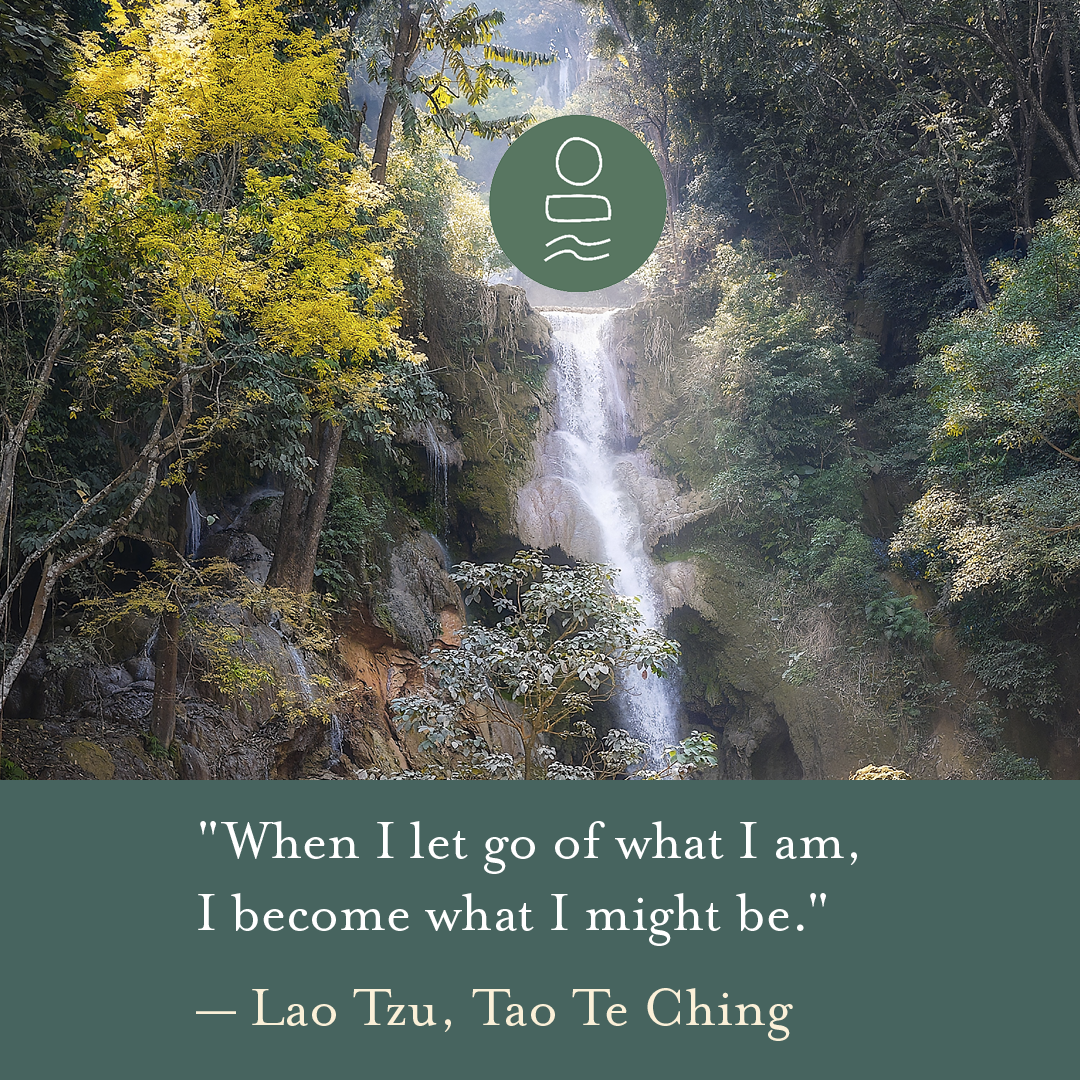 "When I let go of what I am,
I become what I might be."
— Lao Tzu, Tao Te Ching